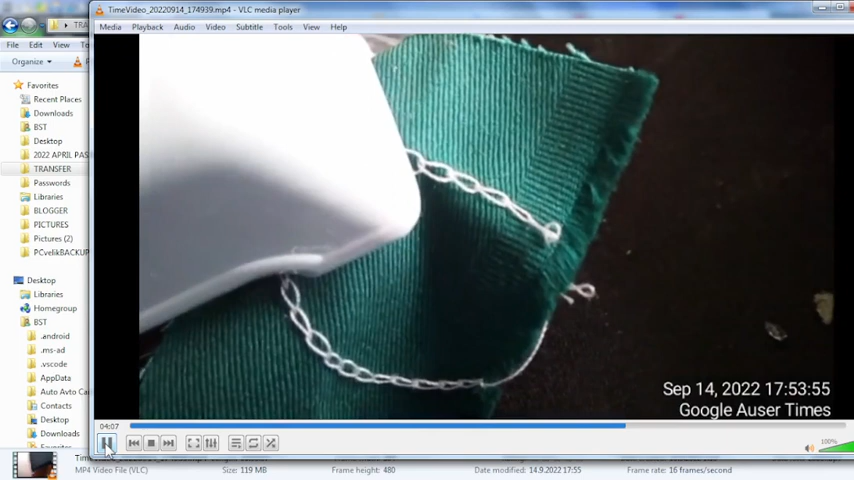 TimeVideo_20220914_174939.mp4 - VLC media player
Media Playback Audio Video Subtitle Tools View Help
File Edit View
Organize
Favorites
Recent Places
Downloads
BST
Desktop
2022 APRIL
TRANSFER
Passwords
Libraries
BLOGGER
PICTURES
Pictures (2)
PCvelikBACKUP
Desktop
Libraries
Homegroup
BST
.android
.ms-ad
.vscode
AppData
Auto Avto
Contacts
Desktop
Downloads
Sep 14, 2022 17:53:55
Google Auser Times
04:07
100%
MP4 Video File (VLC)
Size: 119 MB
Frame height: 480
Date modified: 14.9.2022 17:55
Frame rate: 16 frames/second